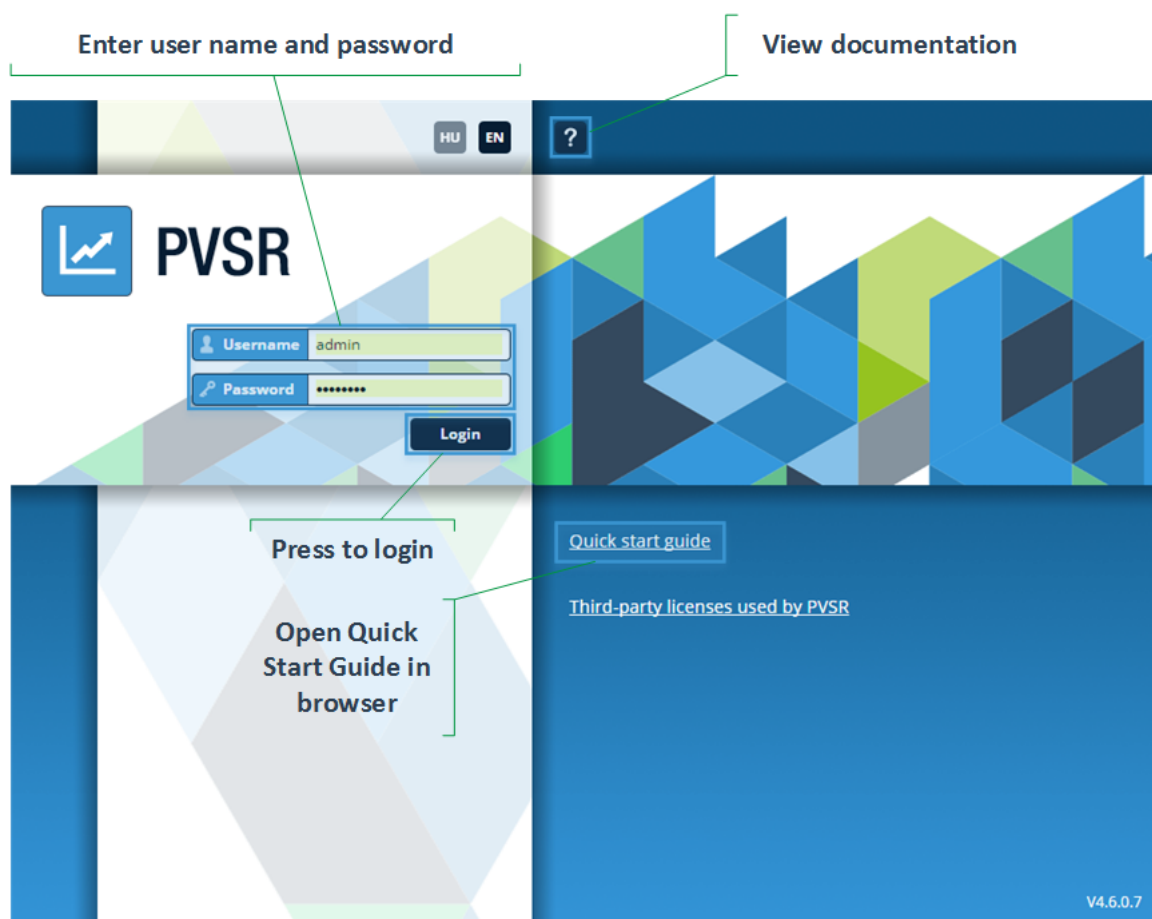 Enter user name and password
View documentation
HU EN ?
PVSR
Username admin
Password ••••••••
Login
Press to login
Quick start guide
Open Quick
Start Guide in
browser
Third-party licenses used by PVSR
V4.6.0.7